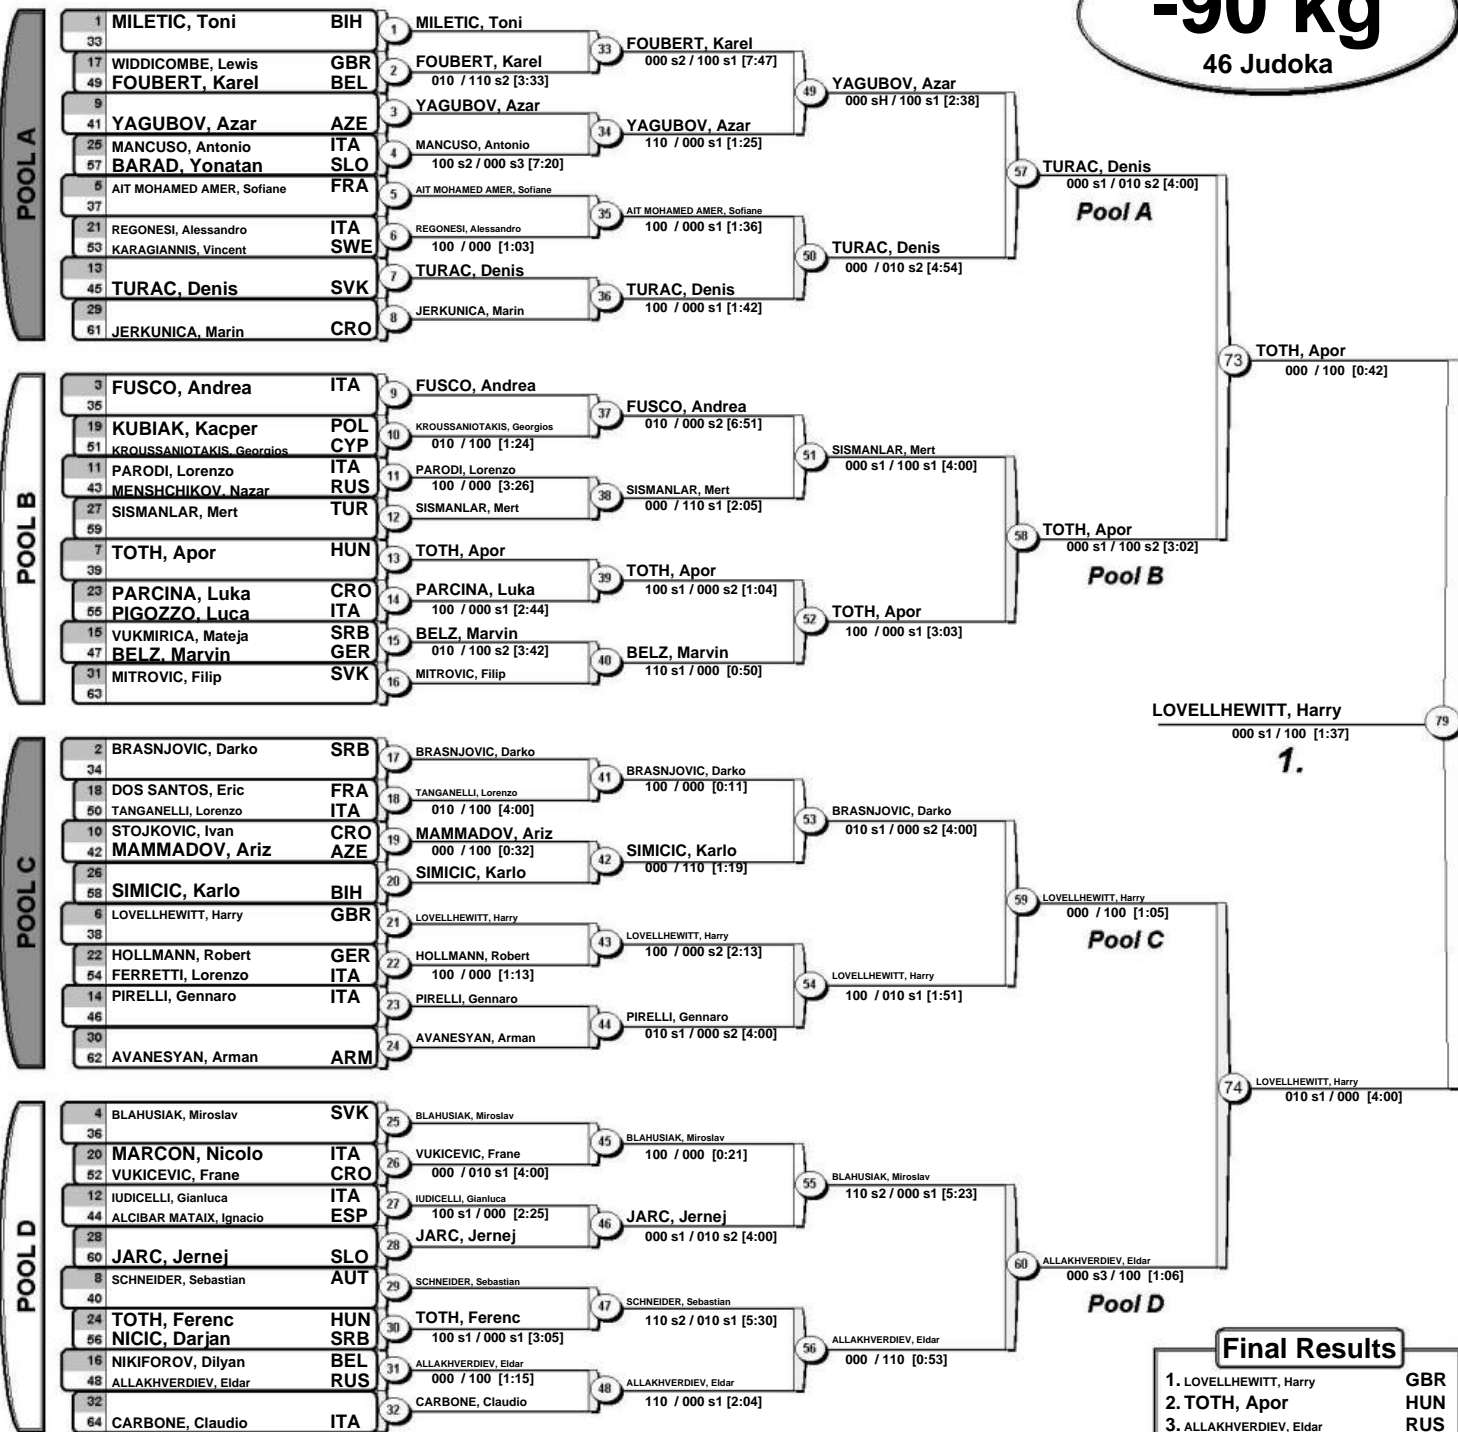 -90 kg
46 Judoka
POOL A
1 MILETIC, Toni BIH
33
17 WIDDICOMBE, Lewis GBR
49 FOUBERT, Karel BEL
9
41 YAGUBOV, Azar AZE
25 MANCUSO, Antonio ITA
57 BARAD, Yonatan SLO
5 AIT MOHAMED AMER, Sofiane FRA
37
21 REGONESI, Alessandro ITA
53 KARAGIANNIS, Vincent SWE
13
45 TURAC, Denis SVK
29
61 JERKUNICA, Marin CRO
1 MILETIC, Toni
2 FOUBERT, Karel
010 / 110 s2 [3:33]
3 YAGUBOV, Azar
4 MANCUSO, Antonio
100 s2 / 000 s3 [7:20]
5 AIT MOHAMED AMER, Sofiane
6 REGONESI, Alessandro
100 / 000 [1:03]
7 TURAC, Denis
8 JERKUNICA, Marin
33 FOUBERT, Karel
000 s2 / 100 s1 [7:47]
34 YAGUBOV, Azar
110 / 000 s1 [1:25]
35 AIT MOHAMED AMER, Sofiane
100 / 000 s1 [1:36]
36 TURAC, Denis
100 / 000 s1 [1:42]
49 YAGUBOV, Azar
000 sH / 100 s1 [2:38]
50 TURAC, Denis
000 / 010 s2 [4:54]
57 TURAC, Denis
000 s1 / 010 s2 [4:00]
Pool A
POOL B
3 FUSCO, Andrea ITA
35
19 KUBIAK, Kacper POL
51 KROUSSANIOTAKIS, Georgios CYP
11 PARODI, Lorenzo ITA
43 MENSHCHIKOV, Nazar RUS
27 SISMANLAR, Mert TUR
59
7 TOTH, Apor HUN
39
23 PARCINA, Luka CRO
55 PIGOZZO, Luca ITA
15 VUKMIRICA, Mateja SRB
47 BELZ, Marvin GER
31 MITROVIC, Filip SVK
63
9 FUSCO, Andrea
10 KROUSSANIOTAKIS, Georgios
010 / 100 [1:24]
11 PARODI, Lorenzo
100 / 000 [3:26]
12 SISMANLAR, Mert
13 TOTH, Apor
14 PARCINA, Luka
100 / 000 s1 [2:44]
15 BELZ, Marvin
010 / 100 s2 [3:42]
16 MITROVIC, Filip
37 FUSCO, Andrea
010 / 000 s2 [6:51]
38 SISMANLAR, Mert
000 / 110 s1 [2:05]
39 TOTH, Apor
100 s1 / 000 s2 [1:04]
40 BELZ, Marvin
110 s1 / 000 [0:50]
51 SISMANLAR, Mert
000 s1 / 100 s1 [4:00]
52 TOTH, Apor
100 / 000 s1 [3:03]
58 TOTH, Apor
000 s1 / 100 s2 [3:02]
Pool B
73 TOTH, Apor
000 / 100 [0:42]
LOVELLHEWITT, Harry 79
000 s1 / 100 [1:37]
1.
POOL C
2 BRASNJOVIC, Darko SRB
34
18 DOS SANTOS, Eric FRA
50 TANGANELLI, Lorenzo ITA
10 STOJKOVIC, Ivan CRO
42 MAMMADOV, Ariz AZE
26
58 SIMICIC, Karlo BIH
6 LOVELLHEWITT, Harry GBR
38
22 HOLLMANN, Robert GER
54 FERRETTI, Lorenzo ITA
14 PIRELLI, Gennaro ITA
46
30
62 AVANESYAN, Arman ARM
17 BRASNJOVIC, Darko
18 TANGANELLI, Lorenzo
010 / 100 [4:00]
19 MAMMADOV, Ariz
000 / 100 [0:32]
20 SIMICIC, Karlo
21 LOVELLHEWITT, Harry
22 HOLLMANN, Robert
100 / 000 [1:13]
23 PIRELLI, Gennaro
24 AVANESYAN, Arman
41 BRASNJOVIC, Darko
100 / 000 [0:11]
42 SIMICIC, Karlo
000 / 110 [1:19]
43 LOVELLHEWITT, Harry
100 / 000 s2 [2:13]
44 PIRELLI, Gennaro
010 s1 / 000 s2 [4:00]
53 BRASNJOVIC, Darko
010 s1 / 000 s2 [4:00]
54 LOVELLHEWITT, Harry
100 / 010 s1 [1:51]
59 LOVELLHEWITT, Harry
000 / 100 [1:05]
Pool C
74 LOVELLHEWITT, Harry
010 s1 / 000 [4:00]
POOL D
4 BLAHUSIAK, Miroslav SVK
36
20 MARCON, Nicolo ITA
52 VUKICEVIC, Frane CRO
12 IUDICELLI, Gianluca ITA
44 ALCIBAR MATAIX, Ignacio ESP
28
60 JARC, Jernej SLO
8 SCHNEIDER, Sebastian AUT
40
24 TOTH, Ferenc HUN
56 NICIC, Darjan SRB
16 NIKIFOROV, Dilyan BEL
48 ALLAKHVERDIEV, Eldar RUS
32
64 CARBONE, Claudio ITA
25 BLAHUSIAK, Miroslav
26 VUKICEVIC, Frane
000 / 010 s1 [4:00]
27 IUDICELLI, Gianluca
100 s1 / 000 [2:25]
28 JARC, Jernej
29 SCHNEIDER, Sebastian
30 TOTH, Ferenc
100 s1 / 000 s1 [3:05]
31 ALLAKHVERDIEV, Eldar
000 / 100 [1:15]
32 CARBONE, Claudio
45 BLAHUSIAK, Miroslav
100 / 000 [0:21]
46 JARC, Jernej
000 s1 / 010 s2 [4:00]
47 SCHNEIDER, Sebastian
110 s2 / 010 s1 [5:30]
48 ALLAKHVERDIEV, Eldar
110 / 000 s1 [2:04]
55 BLAHUSIAK, Miroslav
110 s2 / 000 s1 [5:23]
56 ALLAKHVERDIEV, Eldar
000 / 110 [0:53]
60 ALLAKHVERDIEV, Eldar
000 s3 / 100 [1:06]
Pool D
Final Results
1. LOVELLHEWITT, Harry GBR
2. TOTH, Apor HUN
3. ALLAKHVERDIEV, Eldar RUS